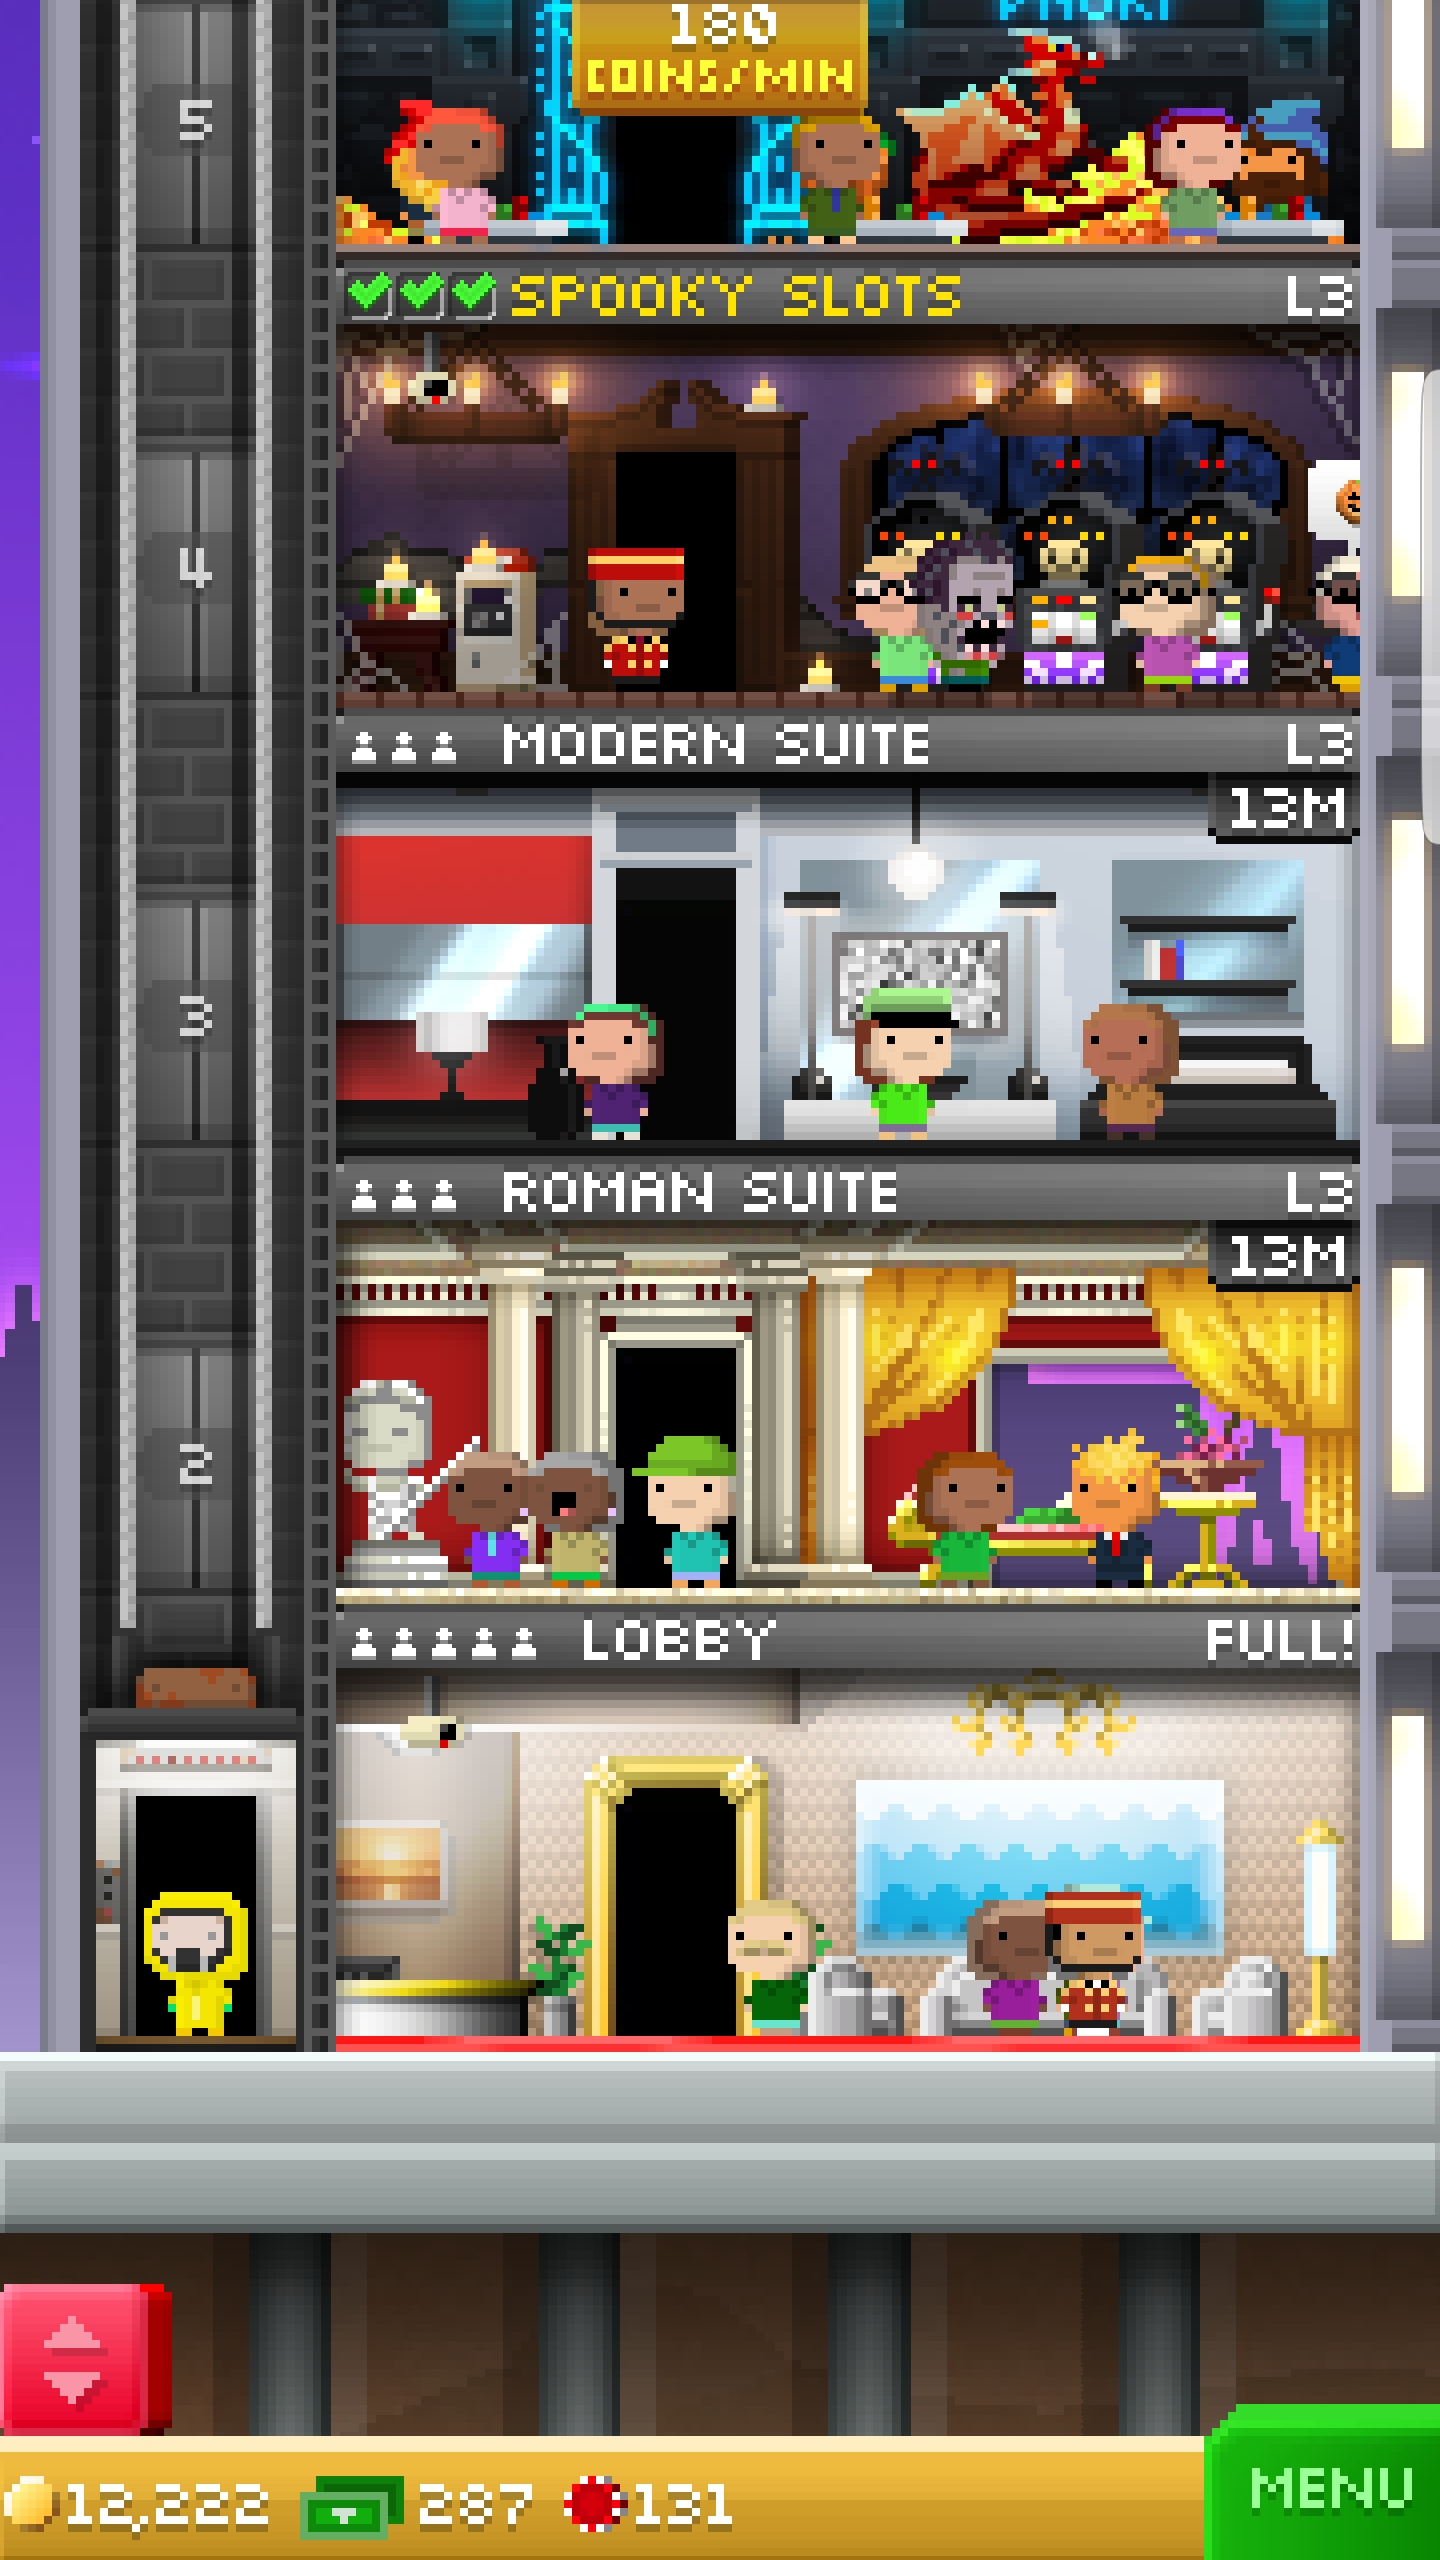 180
COINS/MIN
5
SPOOKY SLOTS L3
4
MODERN SUITE L3
13M
3
ROMAN SUITE L3
13M
2
LOBBY FULL!
12,222 287 131
MENU